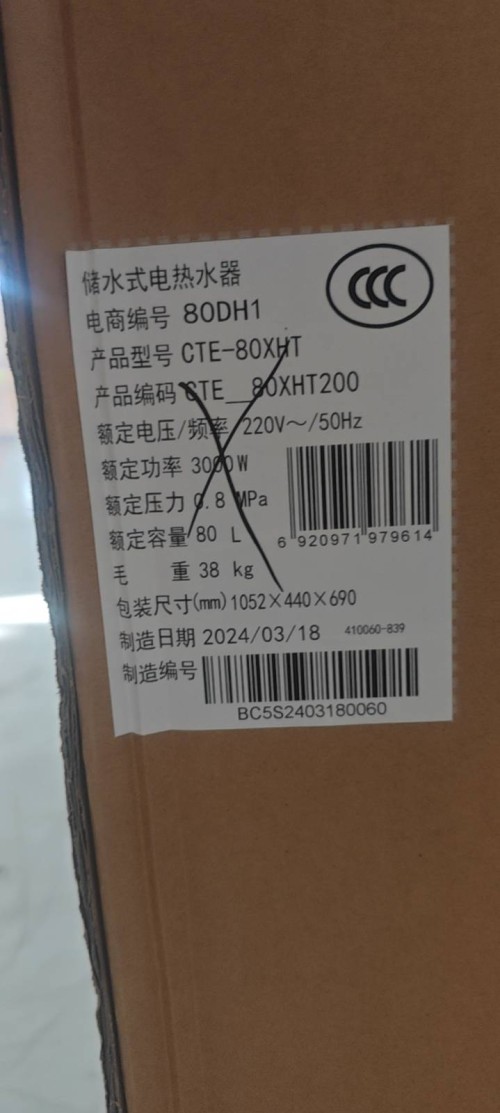 储水式电热水器
CCC
电商编号 80DH1
产品型号 CTE-80XHT
产品编码 CTE__80XHT200
额定电压/频率 220V～/50Hz
额定功率 3000W
额定压力 0.8 MPa
额定容量 80 L
6 920971 979614
毛 重 38 kg
包装尺寸(mm)1052×440×690
制造日期 2024/03/18 410060-839
制造编号
BC5S2403180060